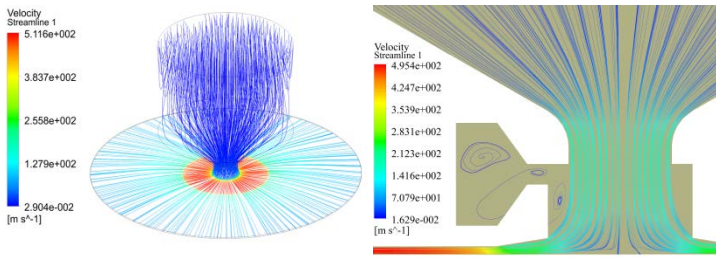 Velocity
Streamline 1
5.116e+002
3.837e+002
2.558e+002
1.279e+002
2.904e-002
[m s^-1]
Velocity
Streamline 1
4.954e+002
4.247e+002
3.539e+002
2.831e+002
2.123e+002
1.416e+002
7.079e+001
1.629e-002
[m s^-1]